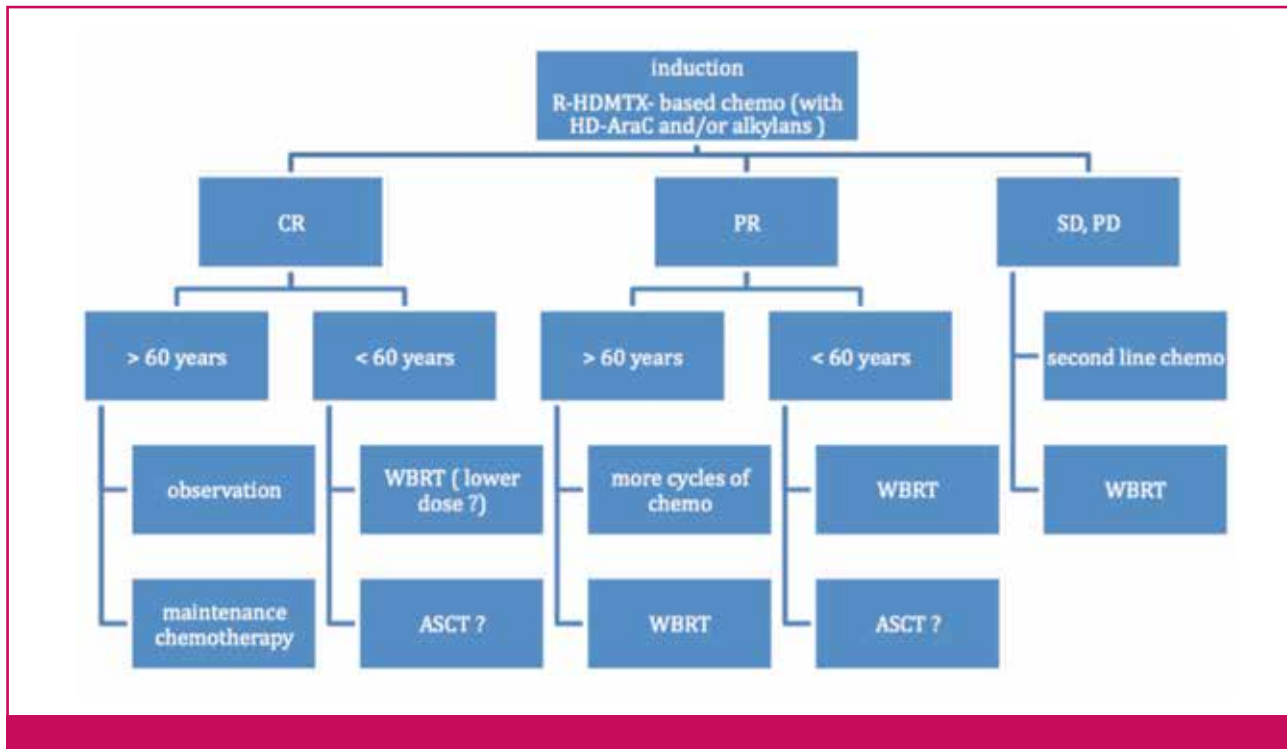 induction
R-HDMTX- based chemo (with
HD-AraC and/or alkylans )
CR
PR
SD, PD
> 60 years
< 60 years
> 60 years
< 60 years
second line chemo
observation
WBRT ( lower
dose ?)
more cycles of
chemo
WBRT
WBRT
maintenance
chemotherapy
ASCT ?
WBRT
ASCT ?